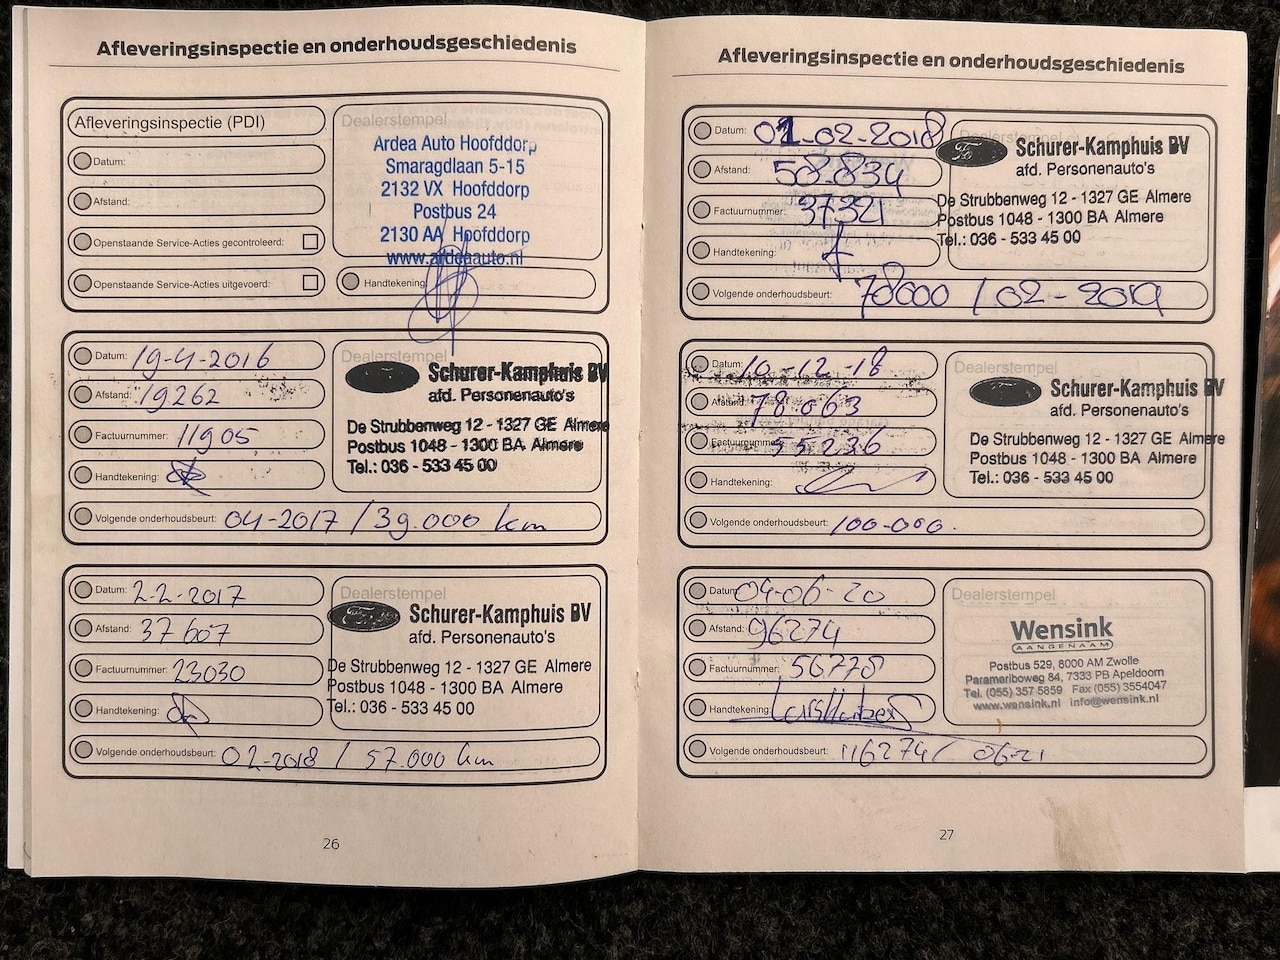 Afleveringsinspectie en onderhoudsgeschiedenis
Afleveringsinspectie (PDI)
Datum:
Afstand:
Openstaande Service-Acties gecontroleerd:
Openstaande Service-Acties uitgevoerd:
Dealerstempel
Ardea Auto Hoofddorp
Smaragdlaan 5-15
2132 VX Hoofddorp
Postbus 24
2130 AA Hoofddorp
www.ardeaauto.nl
Handtekening:
Datum: 19-4-2016
Afstand: 19262
Factuurnummer: 11905
Handtekening:
Volgende onderhoudsbeurt: 04-2017 / 39.000 km
Dealerstempel
Schurer-Kamphuis BV
afd. Personenauto's
De Strubbenweg 12 - 1327 GE Almere
Postbus 1048 - 1300 BA Almere
Tel.: 036 - 533 45 00
Datum: 2-2-2017
Afstand: 37607
Factuurnummer: 23030
Handtekening:
Volgende onderhoudsbeurt: 02-2018 / 57.000 km
Dealerstempel
Schurer-Kamphuis BV
afd. Personenauto's
De Strubbenweg 12 - 1327 GE Almere
Postbus 1048 - 1300 BA Almere
Tel.: 036 - 533 45 00
26
Afleveringsinspectie en onderhoudsgeschiedenis
Datum: 01-02-2018
Afstand: 58.834
Factuurnummer: 37321
Handtekening:
Volgende onderhoudsbeurt: 78000 / 02-2019
Dealerstempel
Schurer-Kamphuis BV
afd. Personenauto's
De Strubbenweg 12 - 1327 GE Almere
Postbus 1048 - 1300 BA Almere
Tel.: 036 - 533 45 00
Datum: 10-12-18
Afstand: 78.063
Factuurnummer: 55236
Handtekening:
Volgende onderhoudsbeurt: 100-000.
Dealerstempel
Schurer-Kamphuis BV
afd. Personenauto's
De Strubbenweg 12 - 1327 GE Almere
Postbus 1048 - 1300 BA Almere
Tel.: 036 - 533 45 00
Datum: 04-06-20
Afstand: 96274
Factuurnummer: 56778
Handtekening:
Volgende onderhoudsbeurt: 116274 / 06-21
Dealerstempel
Wensink
AANGENAAM
Postbus 529, 8000 AM Zwolle
Paramariboweg 84, 7333 PB Apeldoorn
Tel. (055) 357 5859 Fax (055) 3554047
www.wensink.nl info@wensink.nl
27